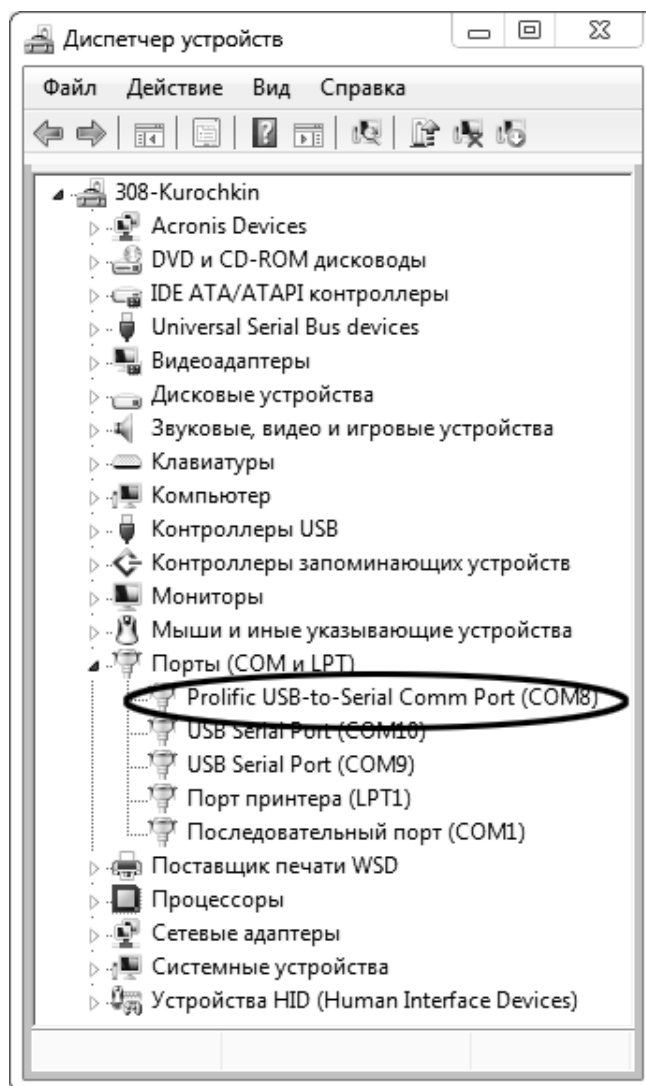 Диспетчер устройств
Файл Действие Вид Справка
308-Kurochkin
Acronis Devices
DVD и CD-ROM дисководы
IDE ATA/ATAPI контроллеры
Universal Serial Bus devices
Видеоадаптеры
Дисковые устройства
Звуковые, видео и игровые устройства
Клавиатуры
Компьютер
Контроллеры USB
Контроллеры запоминающих устройств
Мониторы
Мыши и иные указывающие устройства
Порты (COM и LPT)
Prolific USB-to-Serial Comm Port (COM8)
USB Serial Port (COM10)
USB Serial Port (COM9)
Порт принтера (LPT1)
Последовательный порт (COM1)
Поставщик печати WSD
Процессоры
Сетевые адаптеры
Системные устройства
Устройства HID (Human Interface Devices)